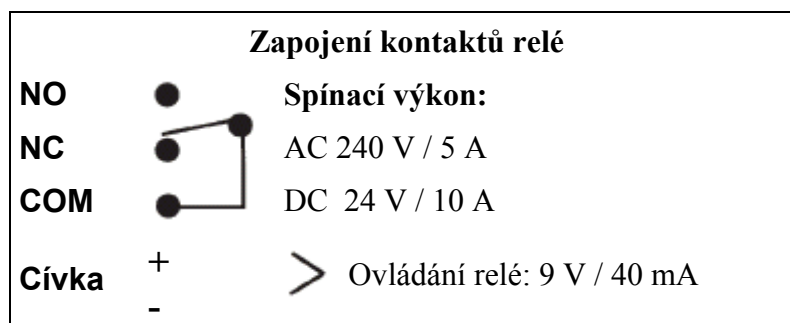 Zapojení kontaktů relé
NO Spínací výkon:
NC AC 240 V / 5 A
COM DC 24 V / 10 A
Cívka + > Ovládání relé: 9 V / 40 mA
-